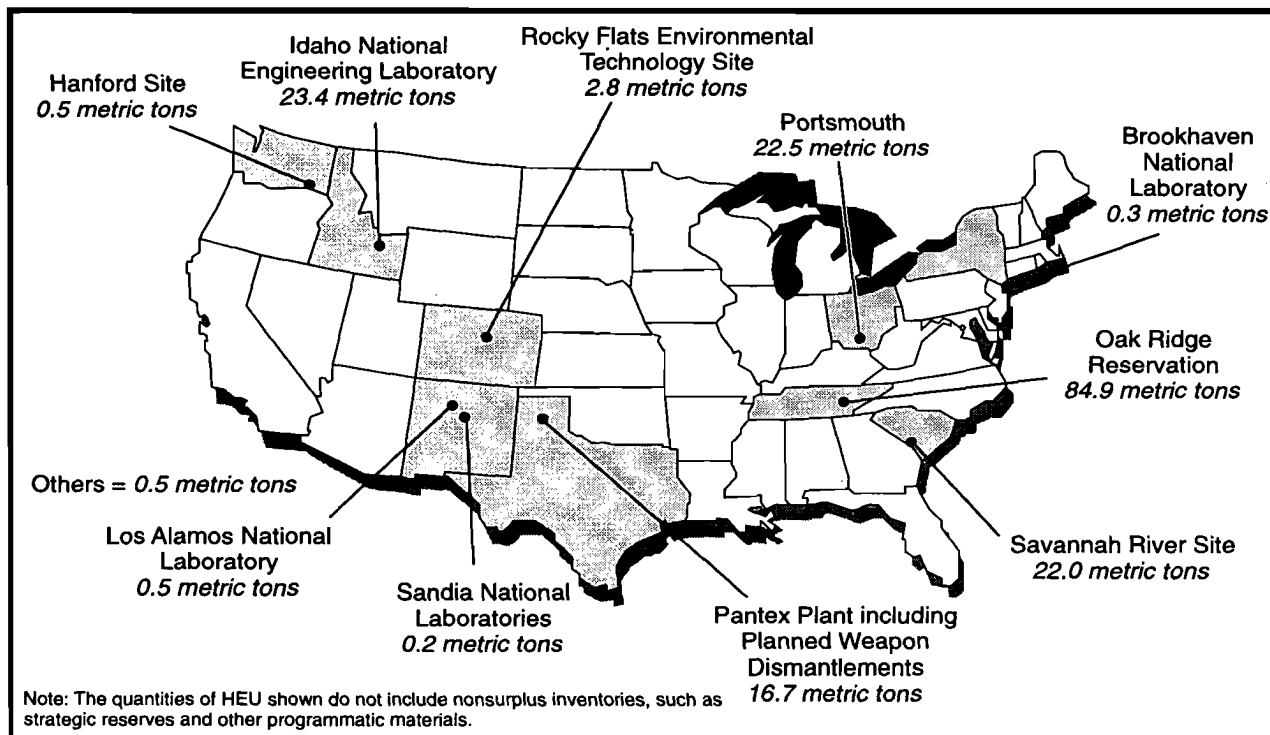 Rocky Flats Environmental
Technology Site
2.8 metric tons
Idaho National
Engineering Laboratory
23.4 metric tons
Hanford Site
0.5 metric tons
Portsmouth
22.5 metric tons
Brookhaven
National
Laboratory
0.3 metric tons
Oak Ridge
Reservation
84.9 metric tons
Others = 0.5 metric tons
Los Alamos National
Laboratory
0.5 metric tons
Sandia National
Laboratories
0.2 metric tons
Pantex Plant including
Planned Weapon
Dismantlements
16.7 metric tons
Savannah River Site
22.0 metric tons
Note: The quantities of HEU shown do not include nonsurplus inventories, such as
strategic reserves and other programmatic materials.